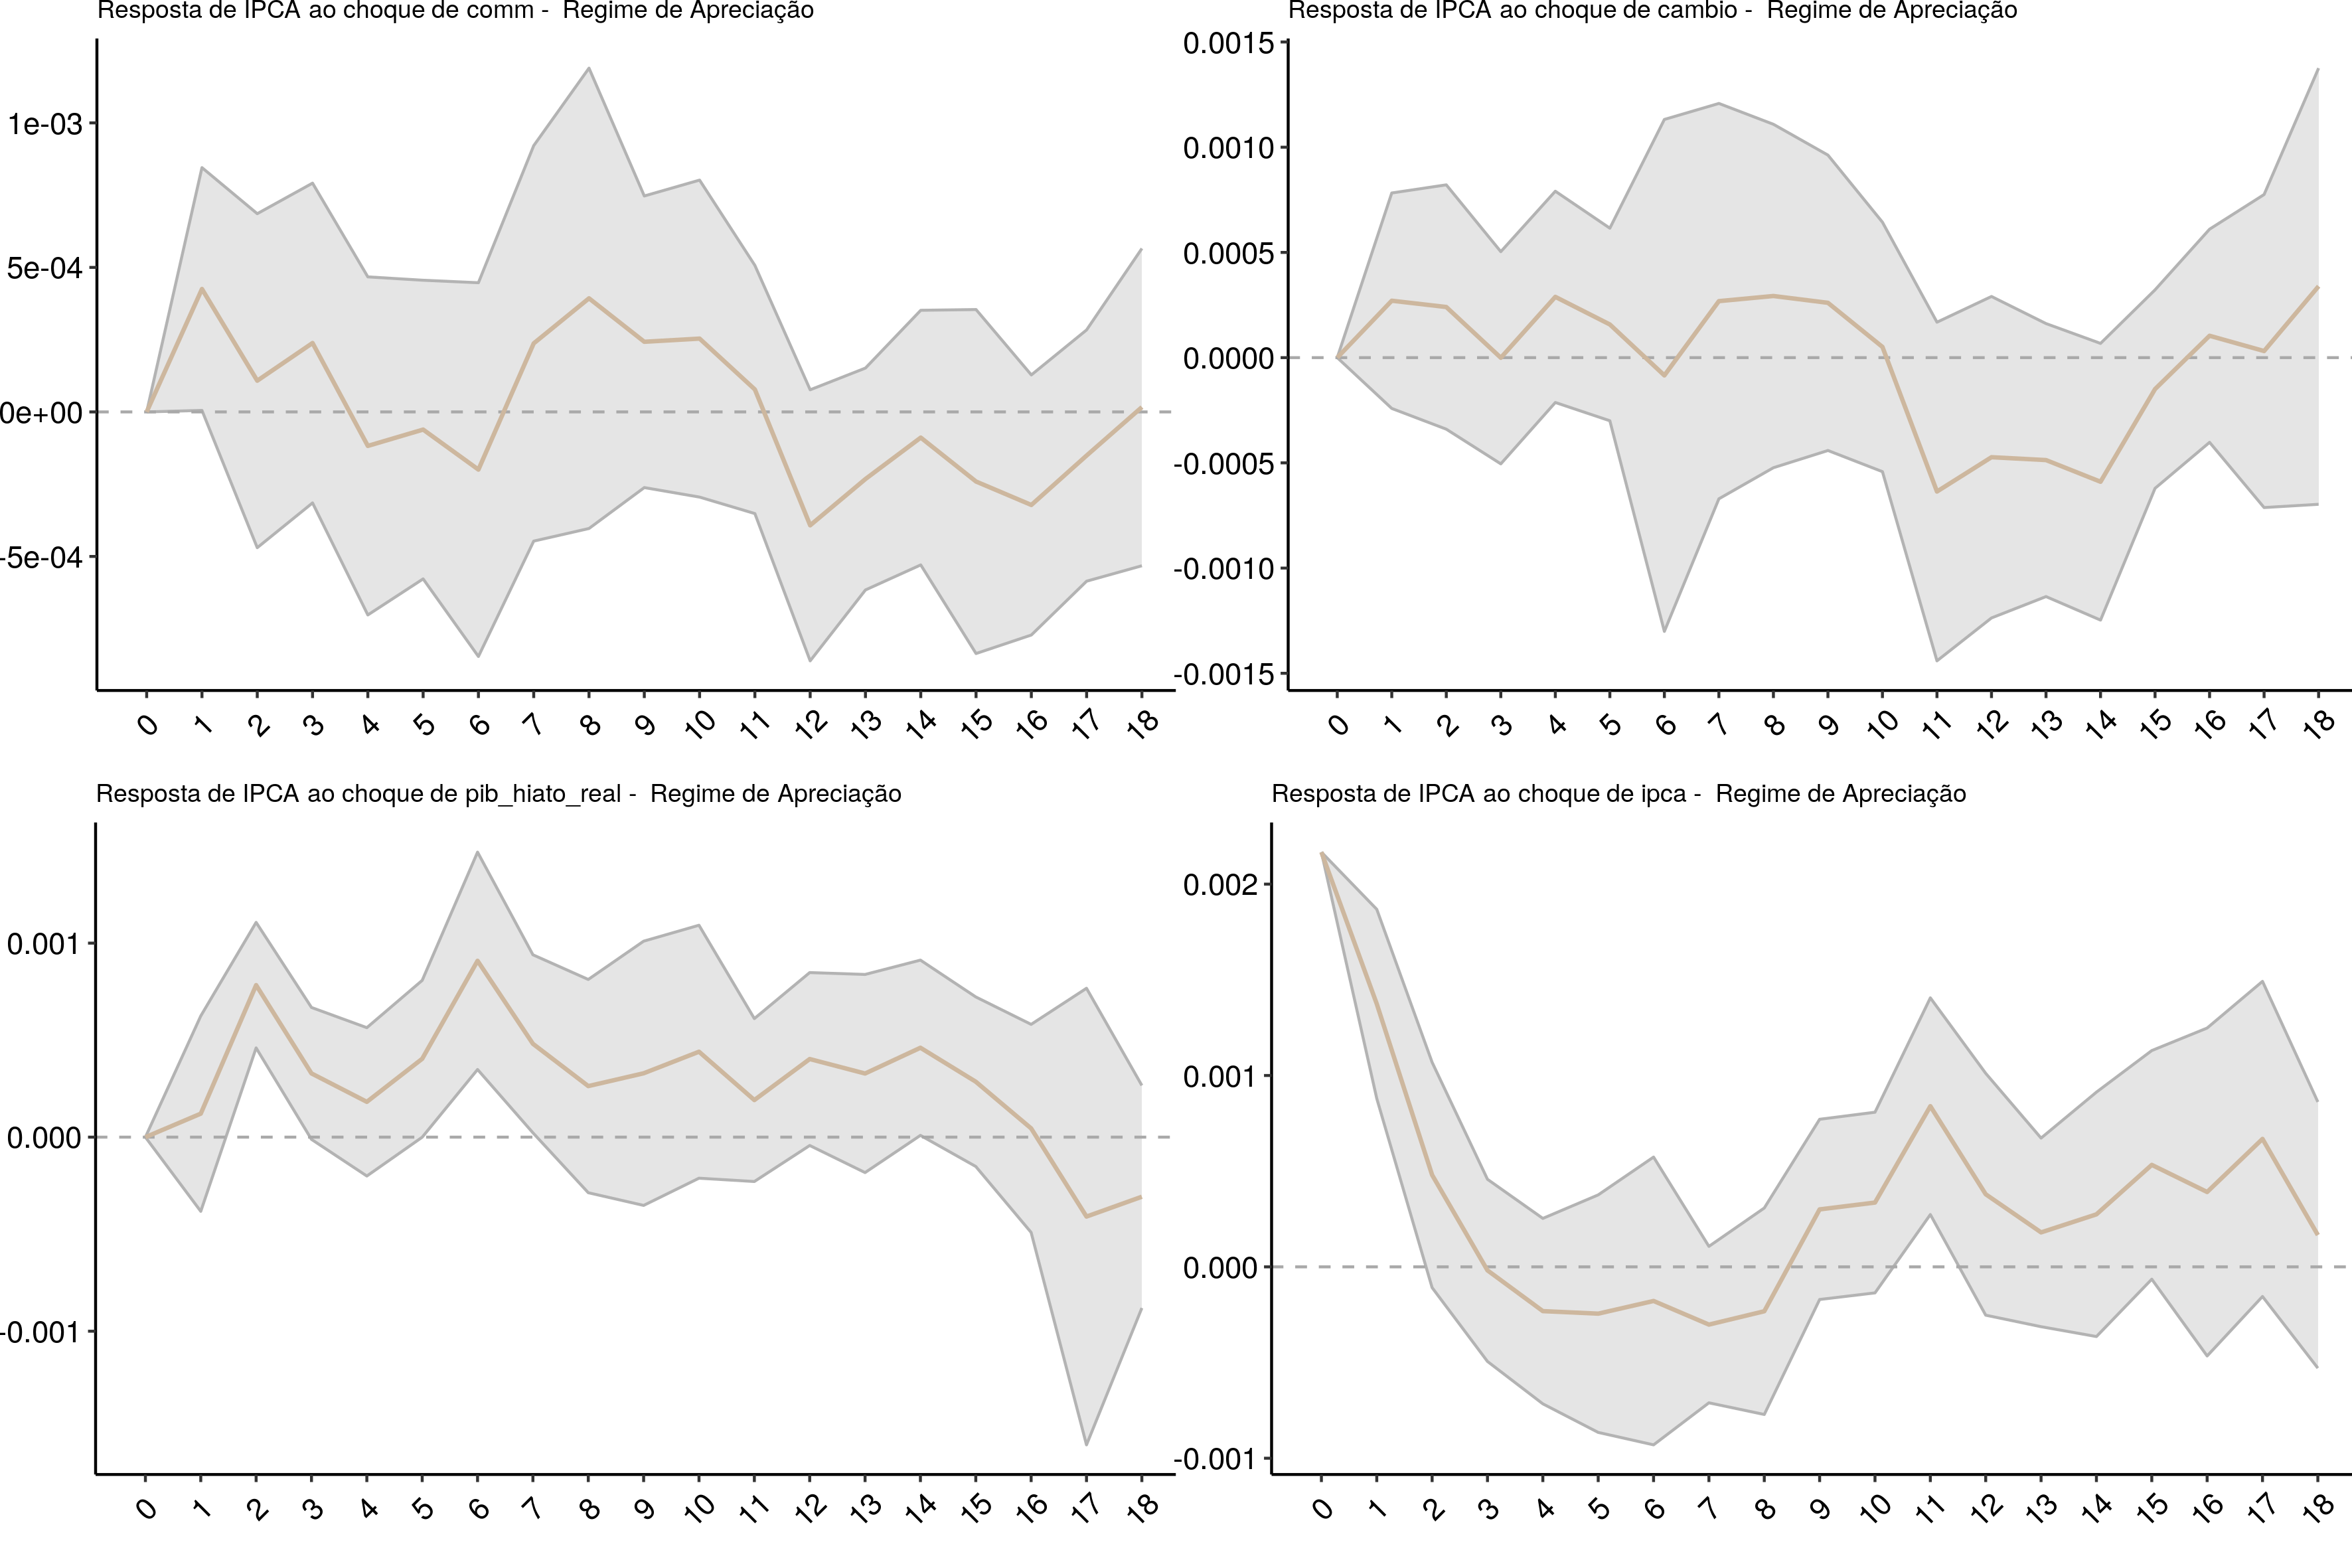 Resposta de IPCA ao choque de comm -  Regime de Apreciação
1e-03
5e-04
0e+00
-5e-04
0 1 2 3 4 5 6 7 8 9 10 11 12 13 14 15 16 17 18
Resposta de IPCA ao choque de cambio -  Regime de Apreciação
0.0015
0.0010
0.0005
0.0000
-0.0005
-0.0010
-0.0015
0 1 2 3 4 5 6 7 8 9 10 11 12 13 14 15 16 17 18
Resposta de IPCA ao choque de pib_hiato_real -  Regime de Apreciação
0.001
0.000
-0.001
0 1 2 3 4 5 6 7 8 9 10 11 12 13 14 15 16 17 18
Resposta de IPCA ao choque de ipca -  Regime de Apreciação
0.002
0.001
0.000
-0.001
0 1 2 3 4 5 6 7 8 9 10 11 12 13 14 15 16 17 18